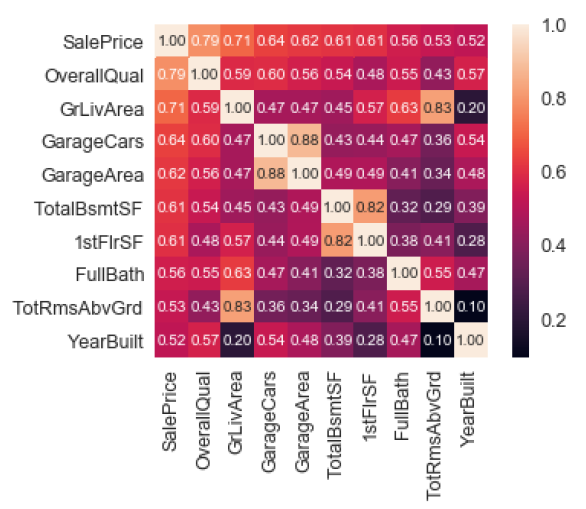 SalePrice 1.00 0.79 0.71 0.64 0.62 0.61 0.61 0.56 0.53 0.52
OverallQual 0.79 1.00 0.59 0.60 0.56 0.54 0.48 0.55 0.43 0.57
GrLivArea 0.71 0.59 1.00 0.47 0.47 0.45 0.57 0.63 0.83 0.20
GarageCars 0.64 0.60 0.47 1.00 0.88 0.43 0.44 0.47 0.36 0.54
GarageArea 0.62 0.56 0.47 0.88 1.00 0.49 0.49 0.41 0.34 0.48
TotalBsmtSF 0.61 0.54 0.45 0.43 0.49 1.00 0.82 0.32 0.29 0.39
1stFlrSF 0.61 0.48 0.57 0.44 0.49 0.82 1.00 0.38 0.41 0.28
FullBath 0.56 0.55 0.63 0.47 0.41 0.32 0.38 1.00 0.55 0.47
TotRmsAbvGrd 0.53 0.43 0.83 0.36 0.34 0.29 0.41 0.55 1.00 0.10
YearBuilt 0.52 0.57 0.20 0.54 0.48 0.39 0.28 0.47 0.10 1.00
SalePrice
OverallQual
GrLivArea
GarageCars
GarageArea
TotalBsmtSF
1stFlrSF
FullBath
TotRmsAbvGrd
YearBuilt
1.0
0.8
0.6
0.4
0.2